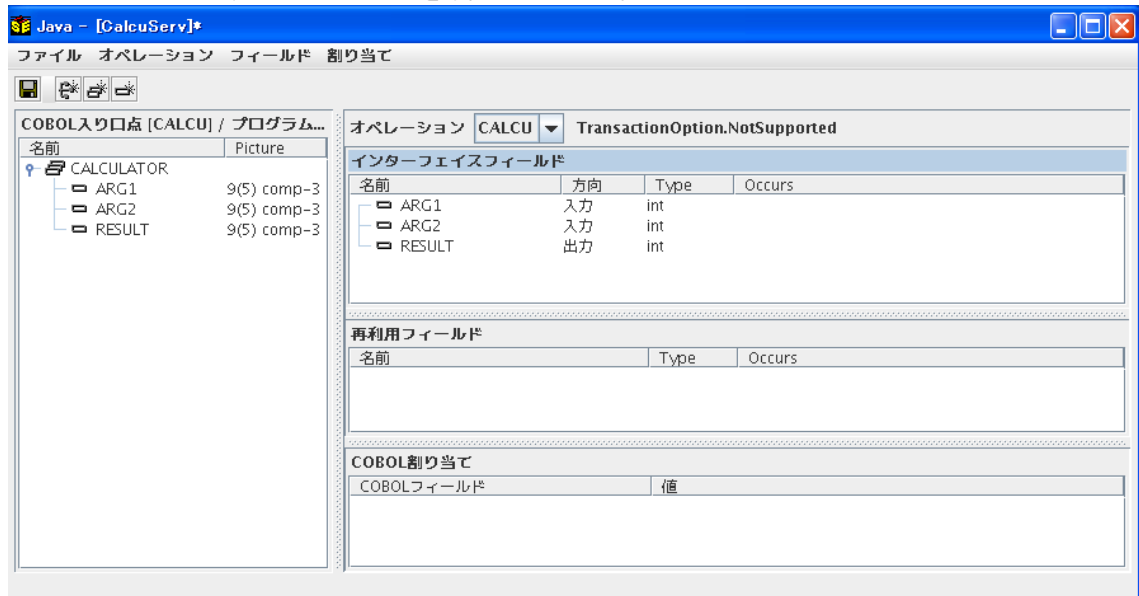 Java - [CalcuServ]*
ファイル オペレーション フィールド 割り当て
COBOL入り口点 [CALCU] / プログラム...
名前 Picture
CALCULATOR
ARG1 9(5) comp-3
ARG2 9(5) comp-3
RESULT 9(5) comp-3
オペレーション CALCU TransactionOption.NotSupported
インターフェイスフィールド
名前 方向 Type Occurs
ARG1 入力 int
ARG2 入力 int
RESULT 出力 int
再利用フィールド
名前 Type Occurs
COBOL割り当て
COBOLフィールド 値